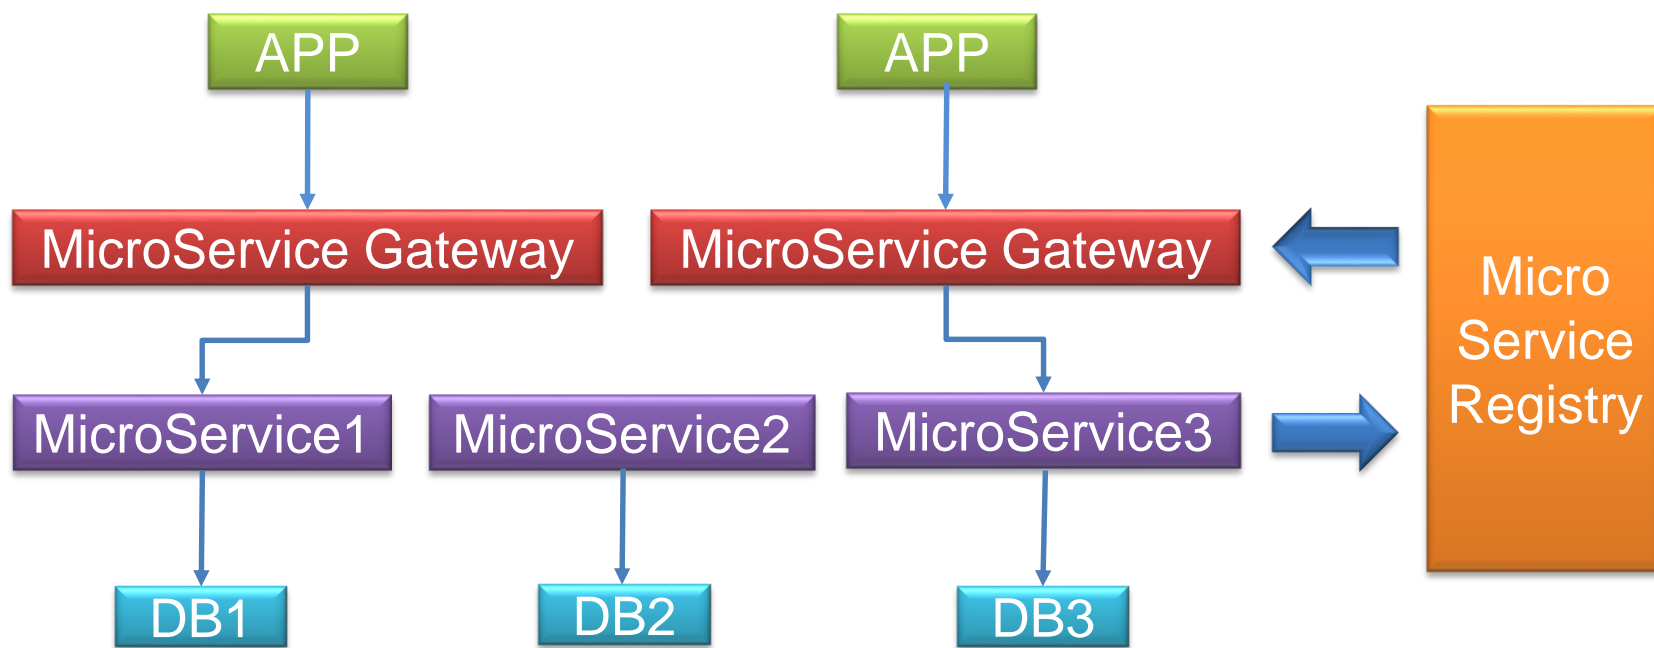 APP
APP
MicroService Gateway
MicroService Gateway
Micro
Service
Registry
MicroService1
MicroService2
MicroService3
DB1
DB2
DB3